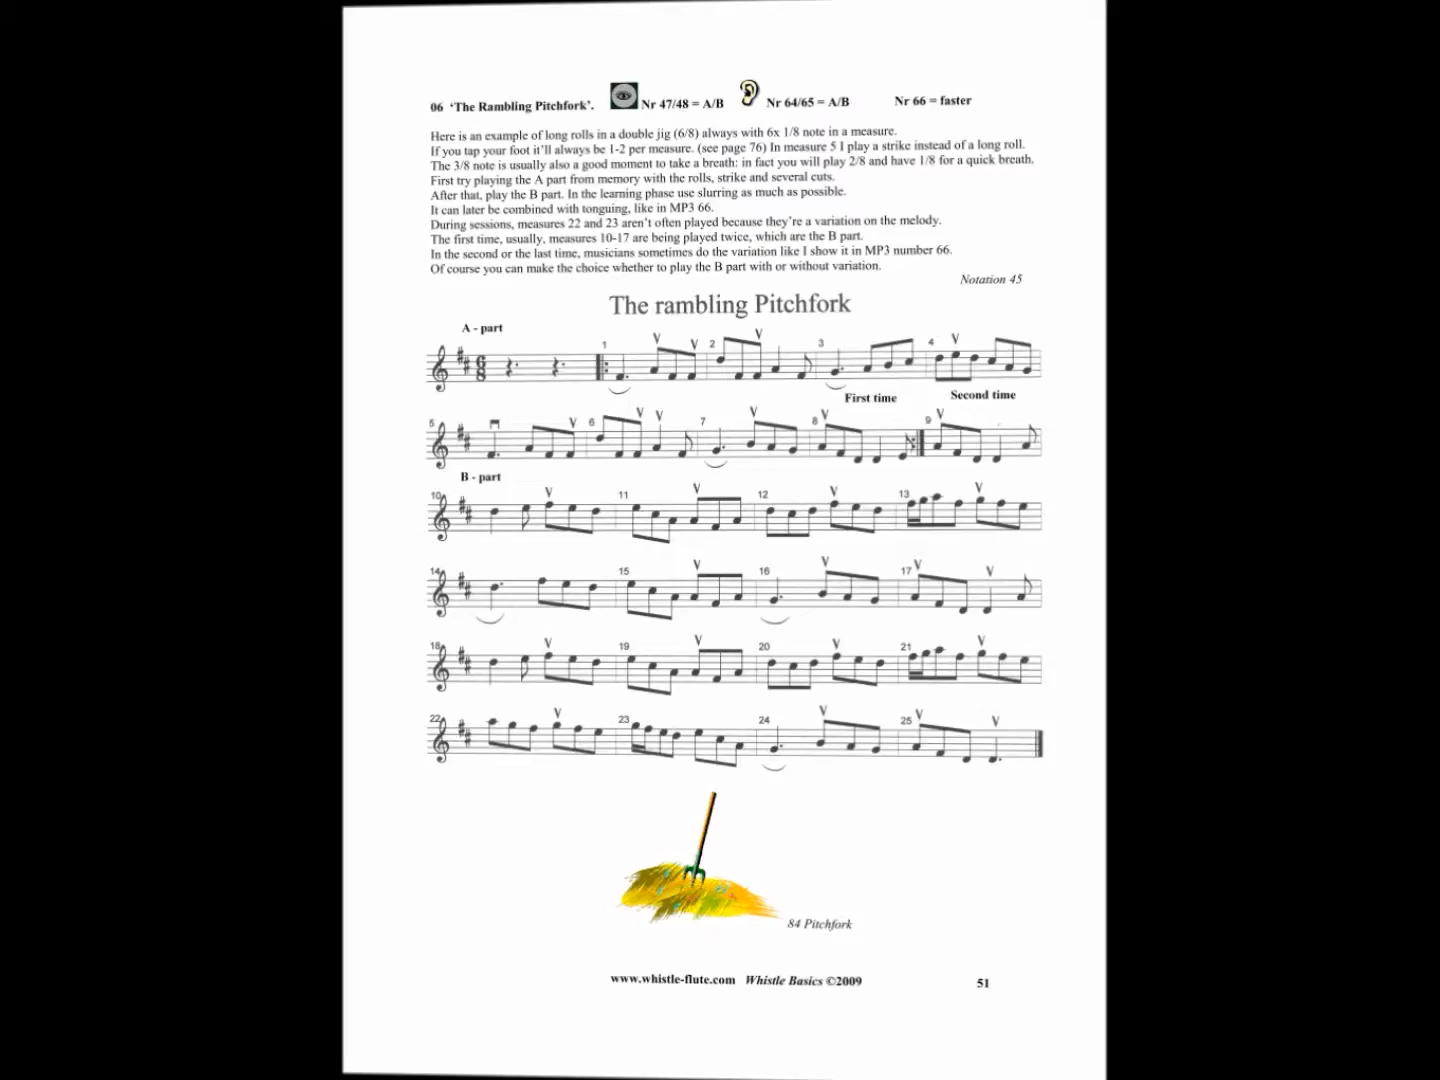 06 ‘The Rambling Pitchfork’. Nr 47/48 = A/B Nr 64/65 = A/B Nr 66 = faster
Here is an example of long rolls in a double jig (6/8) always with 6x 1/8 note in a measure.
If you tap your foot it’ll always be 1-2 per measure. (see page 76) In measure 5 I play a strike instead of a long roll.
The 3/8 note is usually also a good moment to take a breath: in fact you will play 2/8 and have 1/8 for a quick breath.
First try playing the A part from memory with the rolls, strike and several cuts.
After that, play the B part. In the learning phase use slurring as much as possible.
It can later be combined with tonguing, like in MP3 66.
During sessions, measures 22 and 23 aren’t often played because they’re a variation on the melody.
The first time, usually, measures 10-17 are being played twice, which are the B part.
In the second or the last time, musicians sometimes do the variation like I show it in MP3 number 66.
Of course you can make the choice whether to play the B part with or without variation.
Notation 45
The rambling Pitchfork
A - part
1 2 3 4
6
8
First time Second time
5 6 7 8 9
B - part
10 11 12 13
14 15 16 17
18 19 20 21
22 23 24 25
84 Pitchfork
www.whistle-flute.com Whistle Basics ©2009 51